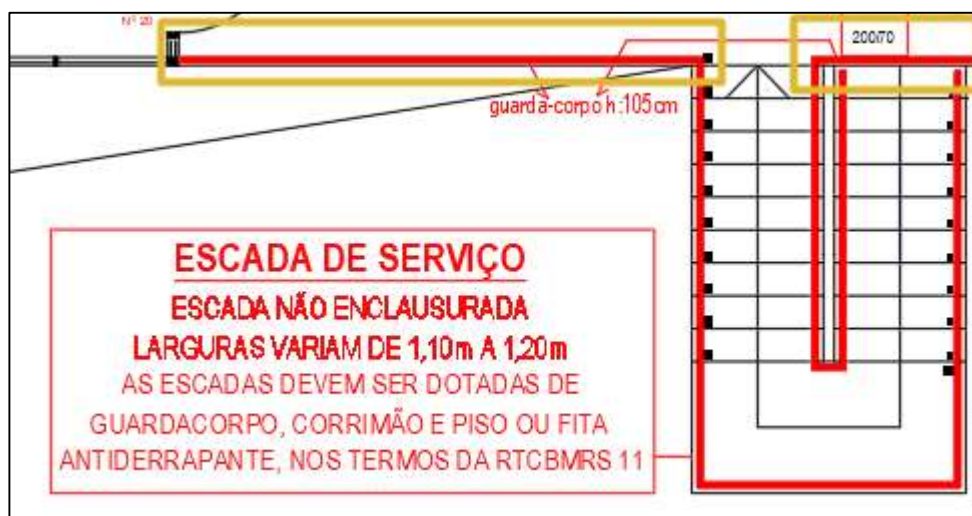 Nº 20
200/70
guarda-corpo h:105cm
ESCADA DE SERVIÇO
ESCADA NÃO ENCLAUSURADA
LARGURAS VARIAM DE 1,10m A 1,20m
AS ESCADAS DEVEM SER DOTADAS DE
GUARDACORPO, CORRIMÃO E PISO OU FITA
ANTIDERRAPANTE, NOS TERMOS DA RTCBMRS 11